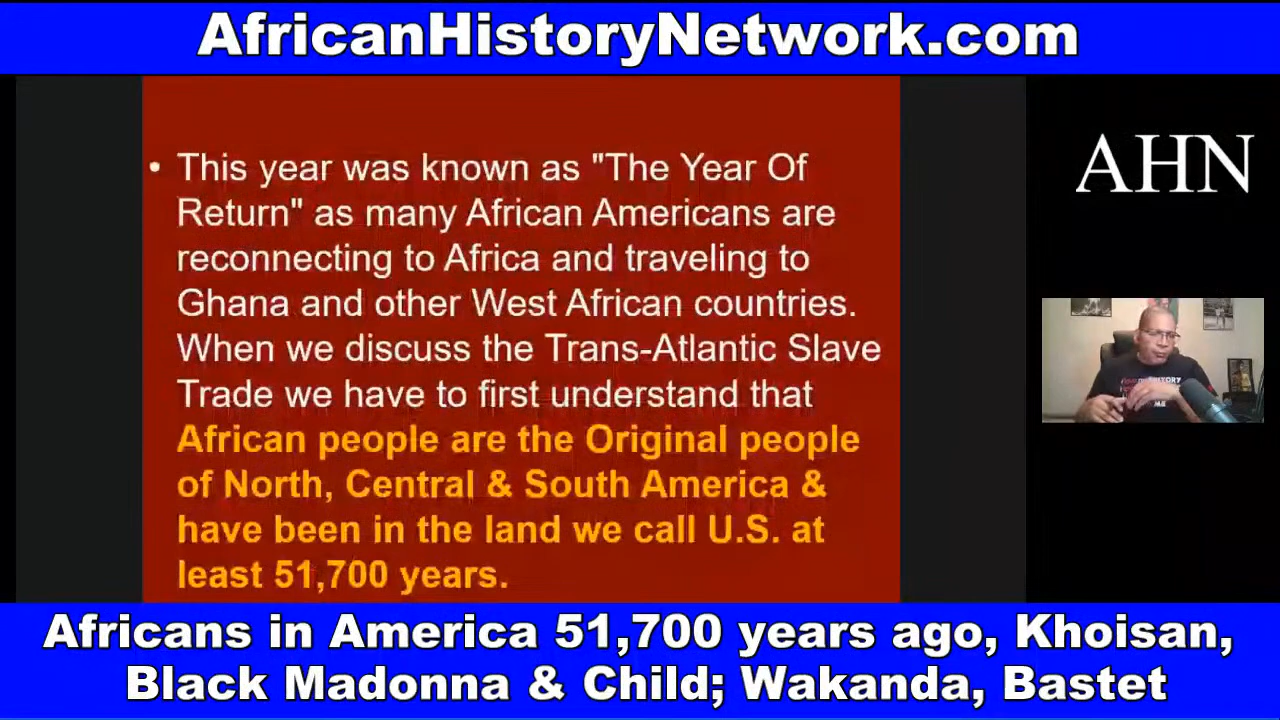 AfricanHistoryNetwork.com
• This year was known as "The Year Of
Return" as many African Americans are
reconnecting to Africa and traveling to
Ghana and other West African countries.
When we discuss the Trans-Atlantic Slave
Trade we have to first understand that
African people are the Original people
of North, Central & South America &
have been in the land we call U.S. at
least 51,700 years.
AHN
HISTORY
ME
Africans in America 51,700 years ago, Khoisan,
Black Madonna & Child; Wakanda, Bastet